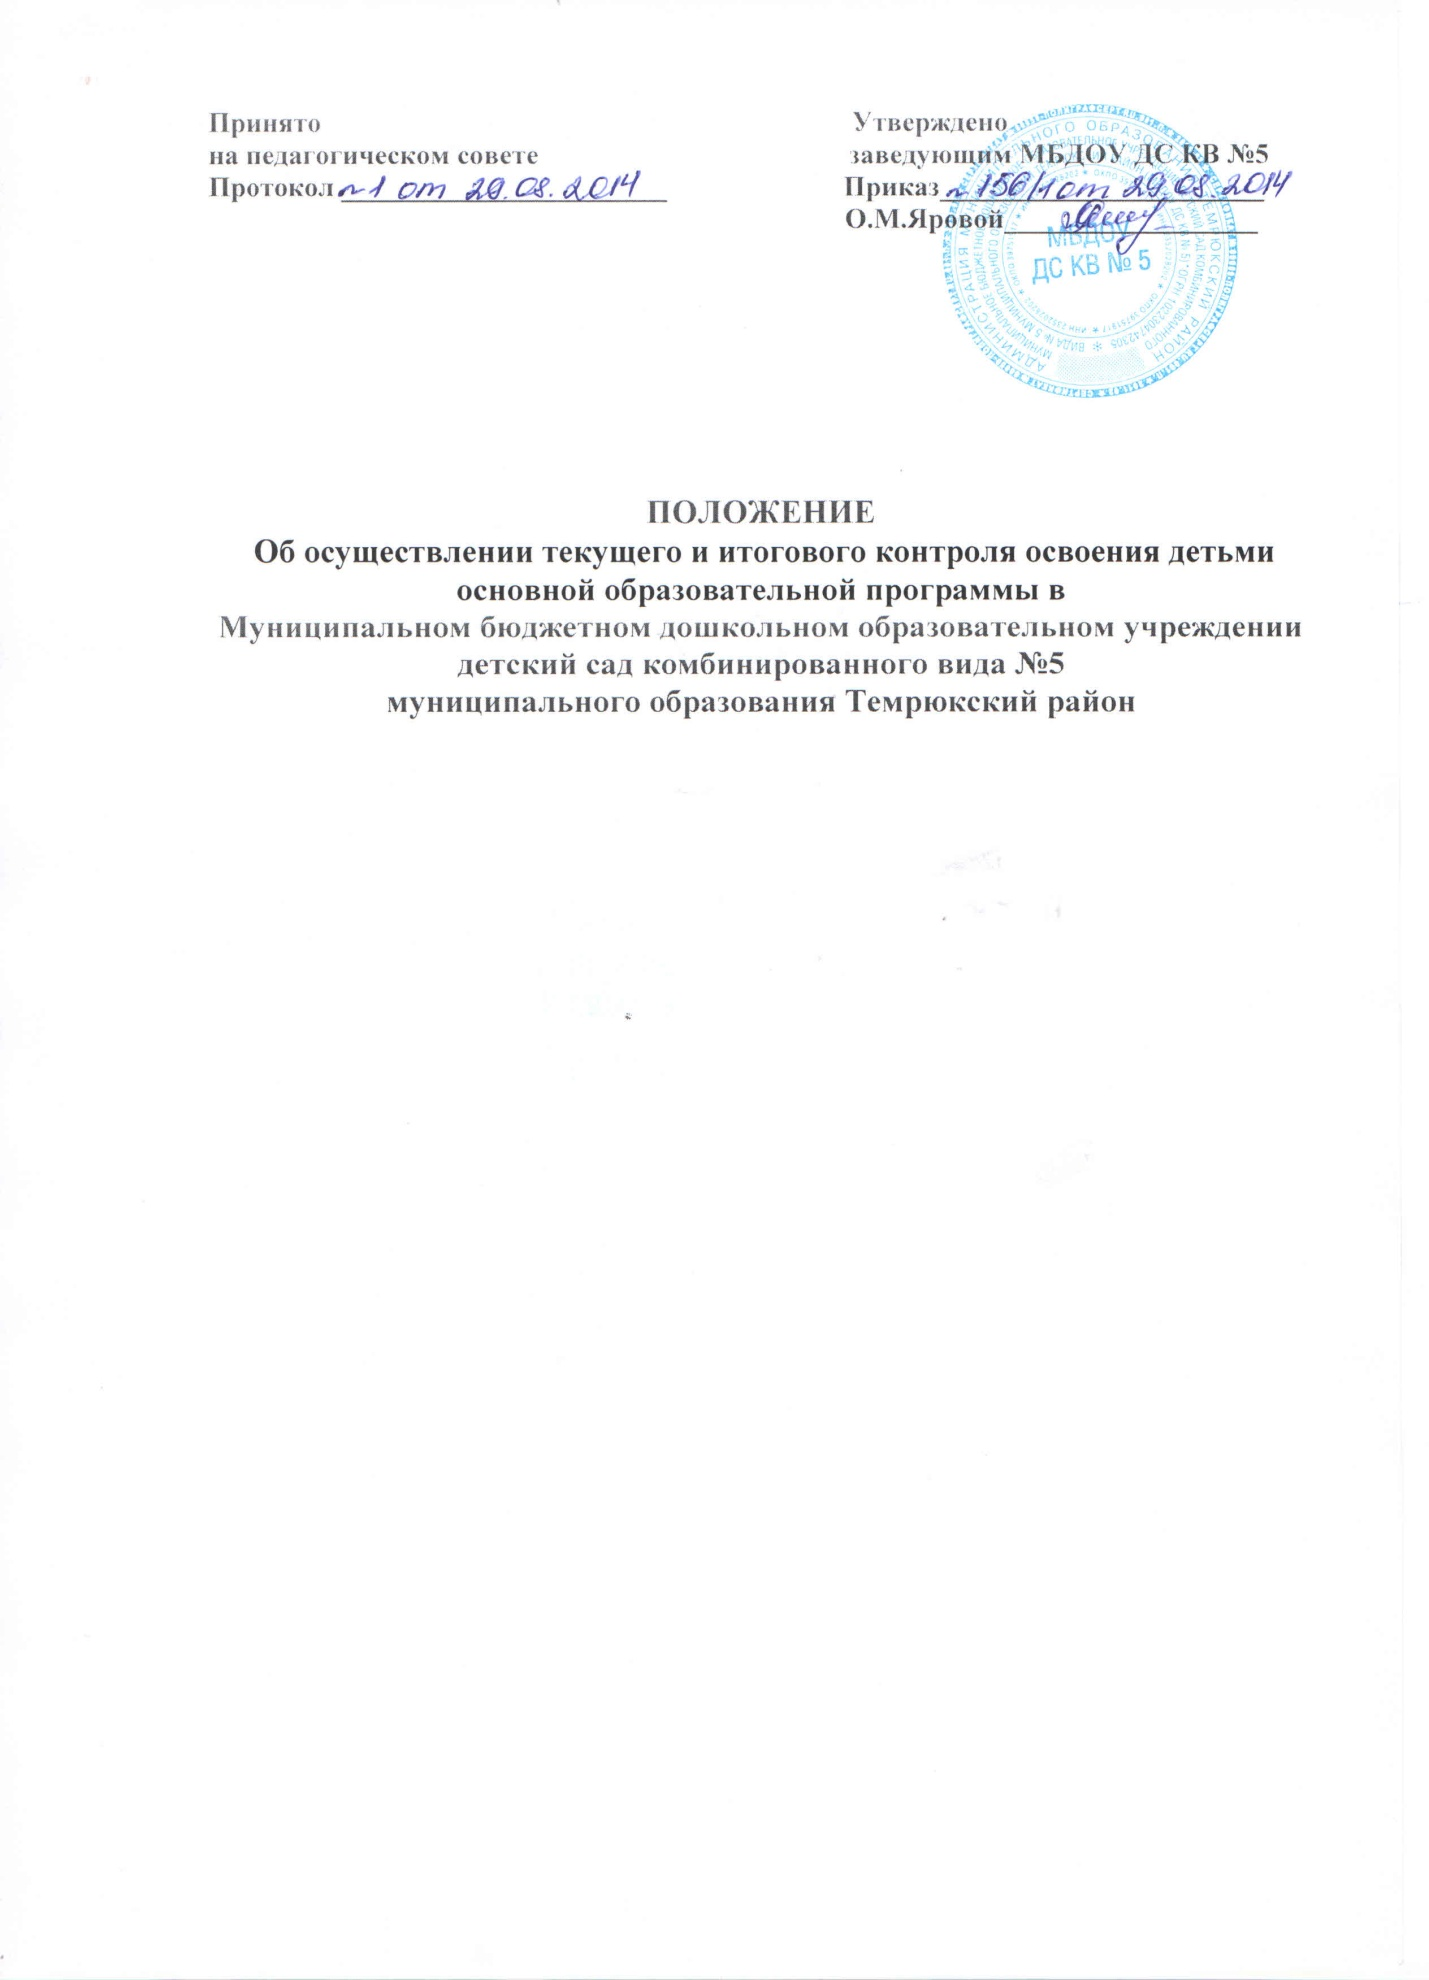 Принято
на педагогическом совете
Протокол №1 от 29.08.2014
Утверждено
заведующим МБДОУ ДС КВ №5
Приказ № 156/1 от 29.08.2014
О.М.Яровой
МБДОУ
ДС КВ № 5
ПОЛОЖЕНИЕ
Об осуществлении текущего и итогового контроля освоения детьми
основной образовательной программы в
Муниципальном бюджетном дошкольном образовательном учреждении
детский сад комбинированного вида №5
муниципального образования Темрюкский район